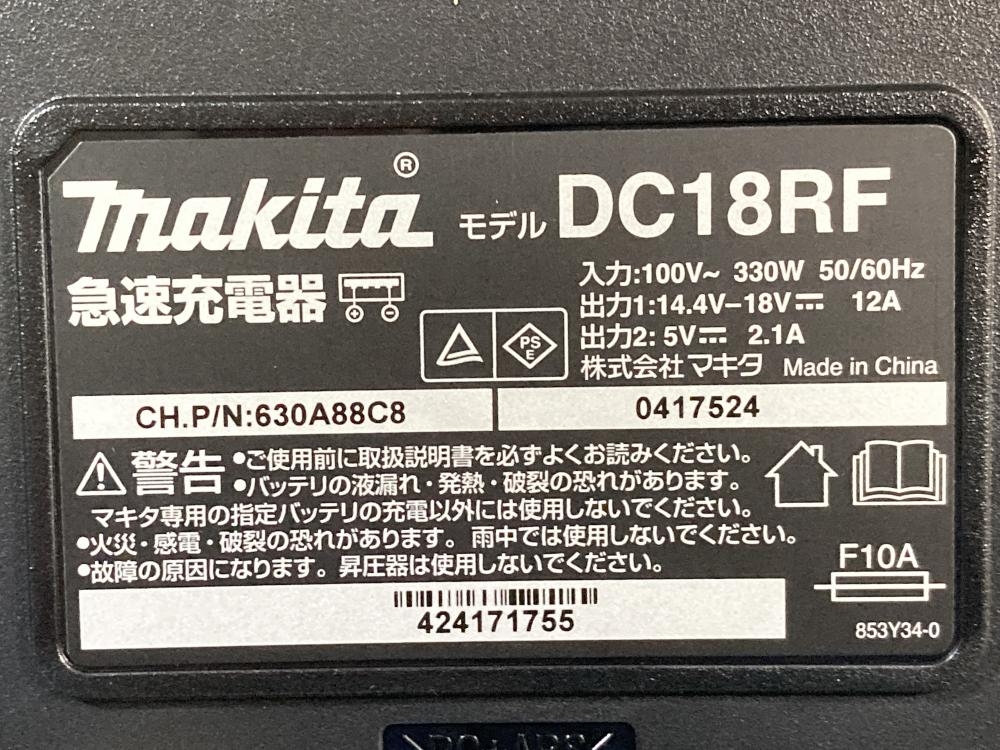 makita®
モデル DC18RF
急速充電器
入力:100V~ 330W 50/60Hz
出力1:14.4V-18V⎓ 12A
出力2: 5V⎓ 2.1A
PS
E
株式会社マキタ Made in China
CH.P/N:630A88C8
0417524
警告
•ご使用前に取扱説明書を必ずよくお読みください。
•バッテリの液漏れ・発熱・破裂の恐れがあります。
マキタ専用の指定バッテリの充電以外には使用しないでください。
•火災・感電・破裂の恐れがあります。雨中では使用しないでください。
•故障の原因になります。昇圧器は使用しないでください。
F10A
424171755
853Y34-0